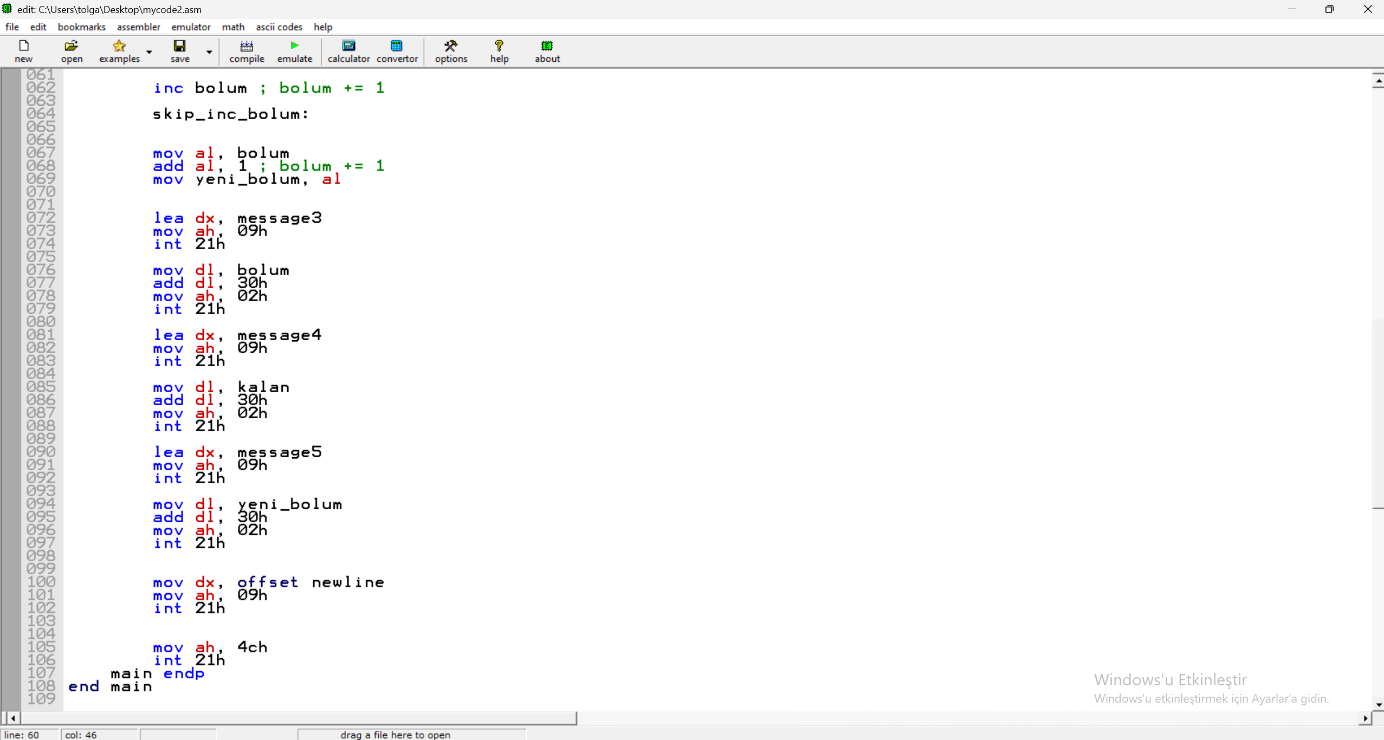 edit: C:\Users\tolga\Desktop\mycode2.asm
file edit bookmarks assembler emulator math ascii codes help
new open examples save compile emulate calculator convertor options help about
061
062 inc bolum ; bolum += 1
063
064 skip_inc_bolum:
065
066
067 mov al, bolum
068 add al, 1 ; bolum += 1
069 mov yeni_bolum, al
070
071
072 lea dx, message3
073 mov ah, 09h
074 int 21h
075
076 mov dl, bolum
077 add dl, 30h
078 mov ah, 02h
079 int 21h
080
081 lea dx, message4
082 mov ah, 09h
083 int 21h
084
085 mov dl, kalan
086 add dl, 30h
087 mov ah, 02h
088 int 21h
089
090 lea dx, message5
091 mov ah, 09h
092 int 21h
093
094 mov dl, yeni_bolum
095 add dl, 30h
096 mov ah, 02h
097 int 21h
098
099
100 mov dx, offset newline
101 mov ah, 09h
102 int 21h
103
104
105 mov ah, 4ch
106 int 21h
107 main endp
108 end main
109
Windows'u Etkinleştir
Windows'u etkinleştirmek için Ayarlar'a gidin.
line: 60 col: 46 drag a file here to open